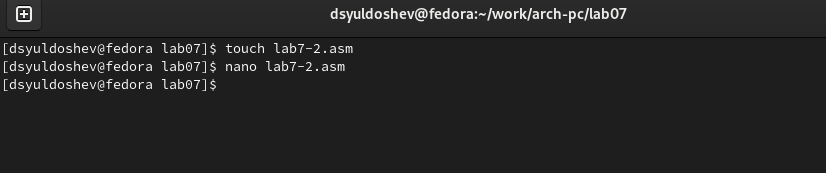 dsyuldoshev@fedora:~/work/arch-pc/lab07
[dsyuldoshev@fedora lab07]$ touch lab7-2.asm
[dsyuldoshev@fedora lab07]$ nano lab7-2.asm
[dsyuldoshev@fedora lab07]$